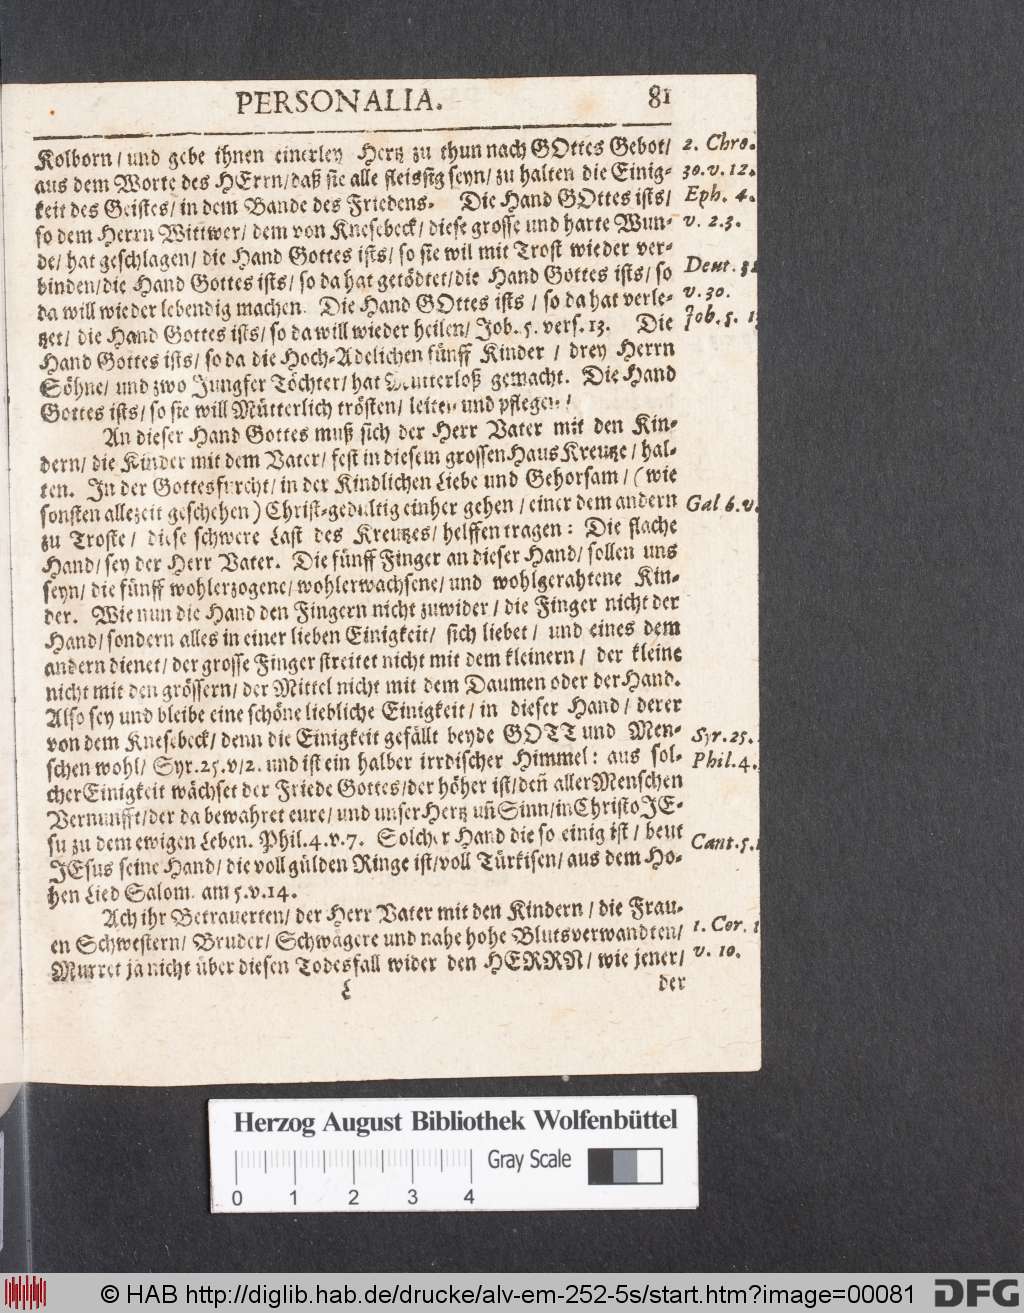 PERSONALIA. 81
Kolborn / und gebe ihnen einerley Hertz zu thun nach GOttes Gebot /
aus dem Worte des HErrn / daß sie alle fleissig seyn / zu halten die Einig-
keit des Geistes / in dem Bande des Friedens. Die Hand GOttes ists /
so dem Herrn Wittwer / dem von Knesebeck / diese grosse und harte Wun-
de / hat geschlagen / die Hand Gottes ists / so sie wil mit Trost wieder ver-
binden / die Hand Gottes ists / so da hat getödtet / die Hand Gottes ists / so
da will wieder lebendig machen. Die Hand GOttes ists / so da hat verle-
tzet / die Hand Gottes ists / so da will wieder heilen / Job. 5. vers. 13. Die
Hand Gottes ists / so da die Hoch-Adelichen fünff Kinder / drey Herrn
Söhne / und zwo Jungfer Töchter / hat Mutterloß gemacht. Die Hand
Gottes ists / so sie will Mütterlich trösten / leiten und pflegen /
An dieser Hand Gottes muß sich der Herr Vater mit den Kin-
dern / die Kinder mit dem Vater / fest in diesem grossen Haus Kreutze / hal-
ten. In der Gottesfurcht / in der Kindlichen Liebe und Gehorsam / (wie
sonsten allezeit geschehen) Christ-gedultig einher gehen / einer dem andern
zu Troste / diese schwere Last des Kreutzes / helffen tragen : Die flache
Hand / sey der Herr Vater. Die fünff Finger an dieser Hand / sollen uns
seyn / die fünff wohlerzogene / wohlerwachsene / und wohlgerahtene Kin-
der. Wie nun die Hand den Fingern nicht zuwider / die Finger nicht der
Hand / sondern alles in einer lieben Einigkeit / sich liebet / und eines dem
andern dienet / der grosse Finger streitet nicht mit dem kleinern / der kleine
nicht mit den grössern / der Mittel nicht mit dem Daumen oder der Hand.
Also sey und bleibe eine schöne liebliche Einigkeit / in dieser Hand / derer
von dem Knesebeck / denn die Einigkeit gefällt beyde GOTT und Men-
schen wohl / Syr. 25. v / 2. und ist ein halber irrdischer Himmel : aus sol-
cher Einigkeit wächset der Friede Gottes / der höher ist / deñ aller Menschen
Vernunfft / der da bewahret eure / und unser Hertz uñ Sinn / in Christo JE-
su zu dem ewigen Leben. Phil. 4. v. 7. Solcher Hand die so einig ist / beut
JEsus seine Hand / die voll gülden Ringe ist / voll Türkisen / aus dem Ho-
hen Lied Salom. am 5. v. 14.
Ach ihr Betrauerten / der Herr Vater mit den Kindern / die Frau-
en Schwestern / Bruder / Schwägere und nahe hohe Blutsverwandten /
Murret ja nicht über diesen Todesfall wider den HERRN / wie jener /
L der
2. Chro.
30. v. 12.
Eph. 4.
v. 2. 3.
Deut.
v. 30.
Job. 5.
Gal 6. v.
Syr. 25.
Phil. 4.
Cant. 5.
1. Cor.
v. 10.
Herzog August Bibliothek Wolfenbüttel
Gray Scale
0 1 2 3 4
© HAB http://diglib.hab.de/drucke/alv-em-252-5s/start.htm?image=00081
DFG